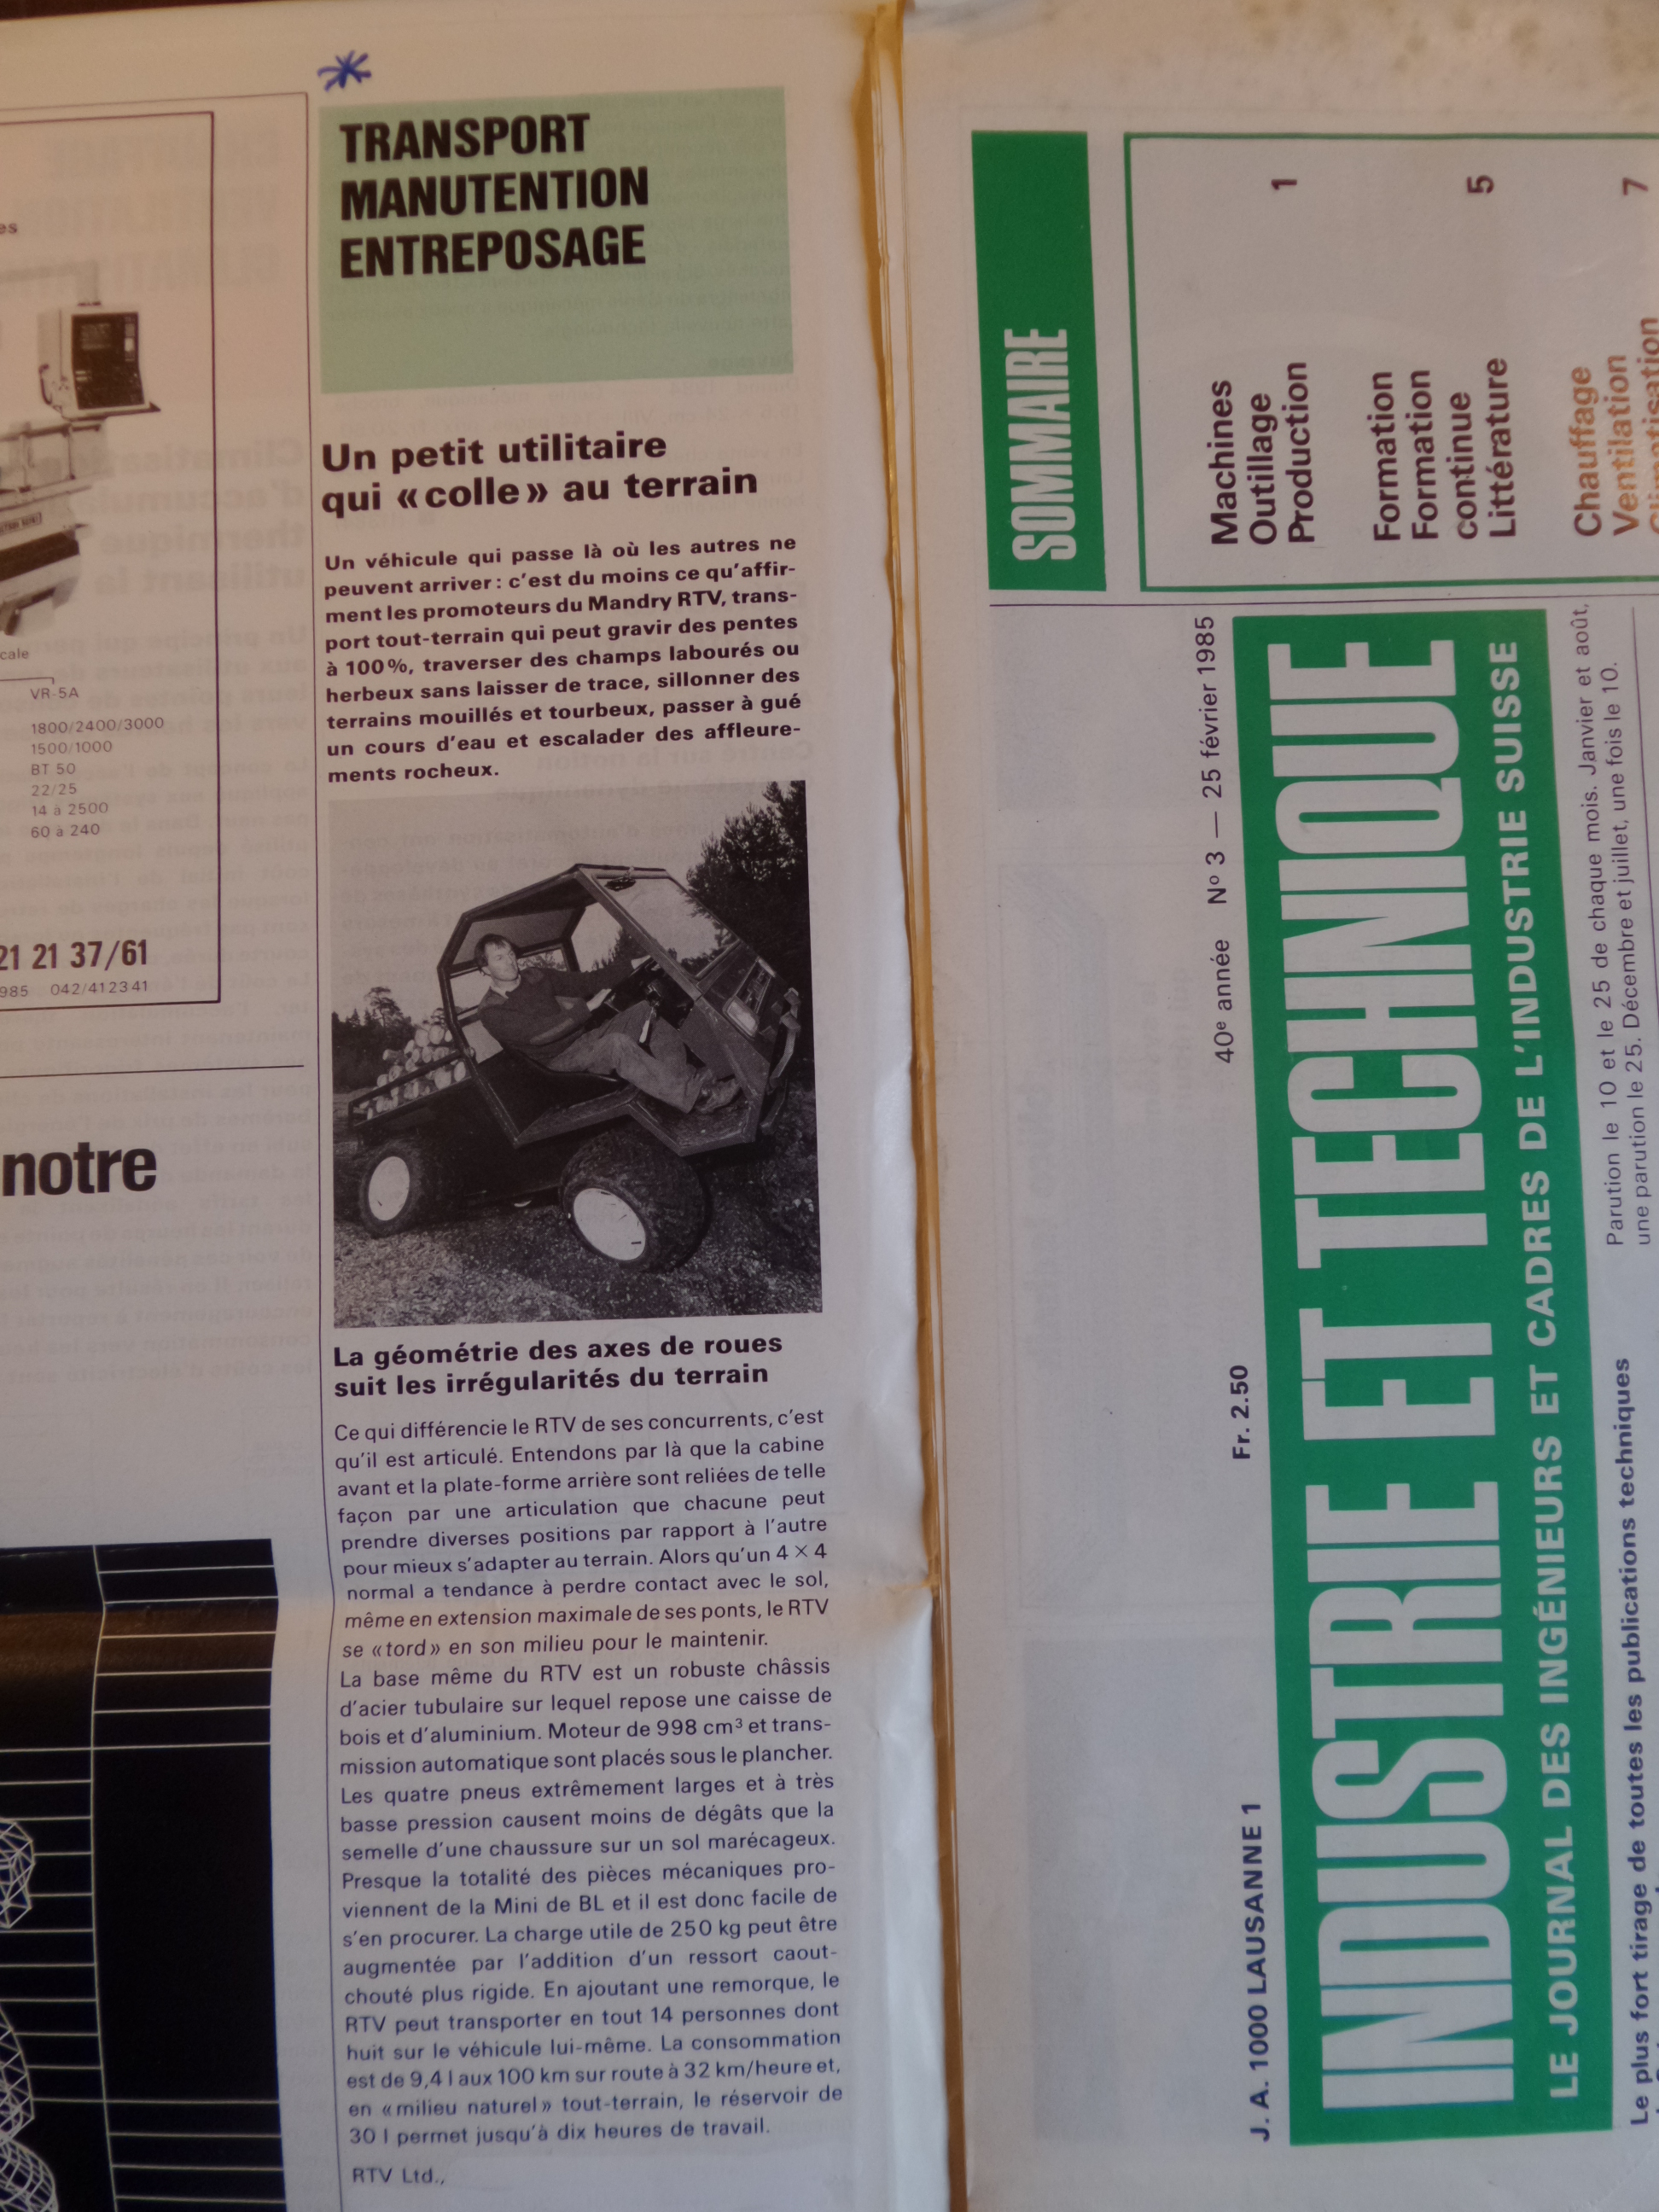 es
cale
VR-5A
1800/2400/3000
1500/1000
BT 50
22/25
14 à 2500
60 à 240
21 21 37/61
985 042/412341
notre
TRANSPORT
MANUTENTION
ENTREPOSAGE
Un petit utilitaire
qui «colle» au terrain
Un véhicule qui passe là où les autres ne
peuvent arriver: c'est du moins ce qu'affir-
ment les promoteurs du Mandry RTV, trans-
port tout-terrain qui peut gravir des pentes
à 100%, traverser des champs labourés ou
herbeux sans laisser de trace, sillonner des
terrains mouillés et tourbeux, passer à gué
un cours d'eau et escalader des affleure-
ments rocheux.
La géométrie des axes de roues
suit les irrégularités du terrain
Ce qui différencie le RTV de ses concurrents, c'est
qu'il est articulé. Entendons par là que la cabine
avant et la plate-forme arrière sont reliées de telle
façon par une articulation que chacune peut
prendre diverses positions par rapport à l'autre
pour mieux s'adapter au terrain. Alors qu'un 4 × 4
normal a tendance à perdre contact avec le sol,
même en extension maximale de ses ponts, le RTV
se «tord» en son milieu pour le maintenir.
La base même du RTV est un robuste châssis
d'acier tubulaire sur lequel repose une caisse de
bois et d'aluminium. Moteur de 998 cm³ et trans-
mission automatique sont placés sous le plancher.
Les quatre pneus extrêmement larges et à très
basse pression causent moins de dégâts que la
semelle d'une chaussure sur un sol marécageux.
Presque la totalité des pièces mécaniques pro-
viennent de la Mini de BL et il est donc facile de
s'en procurer. La charge utile de 250 kg peut être
augmentée par l'addition d'un ressort caout-
chouté plus rigide. En ajoutant une remorque, le
RTV peut transporter en tout 14 personnes dont
huit sur le véhicule lui-même. La consommation
est de 9,4 l aux 100 km sur route à 32 km/heure et,
en «milieu naturel» tout-terrain, le réservoir de
30 l permet jusqu'à dix heures de travail.
RTV Ltd.,
SOMMAIRE
Machines
Outillage
Production 1
Formation
Formation
continue
Littérature 5
Chauffage
Ventilation
Climatisation 7
J. A. 1000 LAUSANNE 1
Fr. 2.50
40e année No 3 — 25 février 1985
INDUSTRIE ET TECHNIQUE
LE JOURNAL DES INGÉNIEURS ET CADRES DE L'INDUSTRIE SUISSE
Parution le 10 et le 25 de chaque mois. Janvier et août,
une parution le 25. Décembre et juillet, une fois le 10.
Le plus fort tirage de toutes les publications techniques